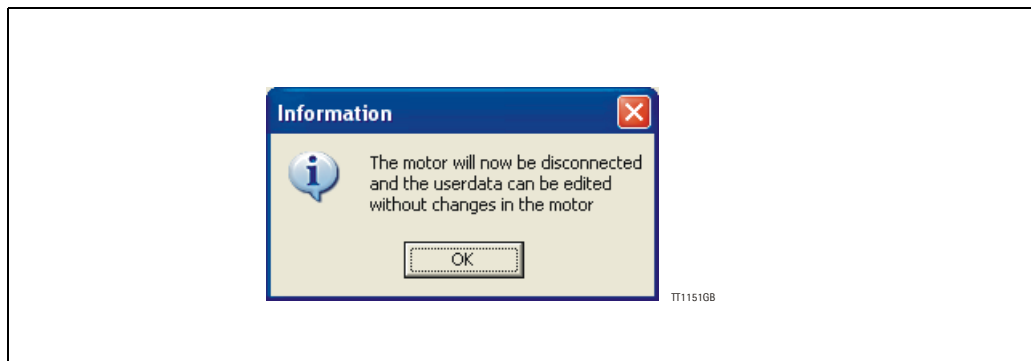 Information
The motor will now be disconnected
and the userdata can be edited
without changes in the motor
OK
TT1151GB